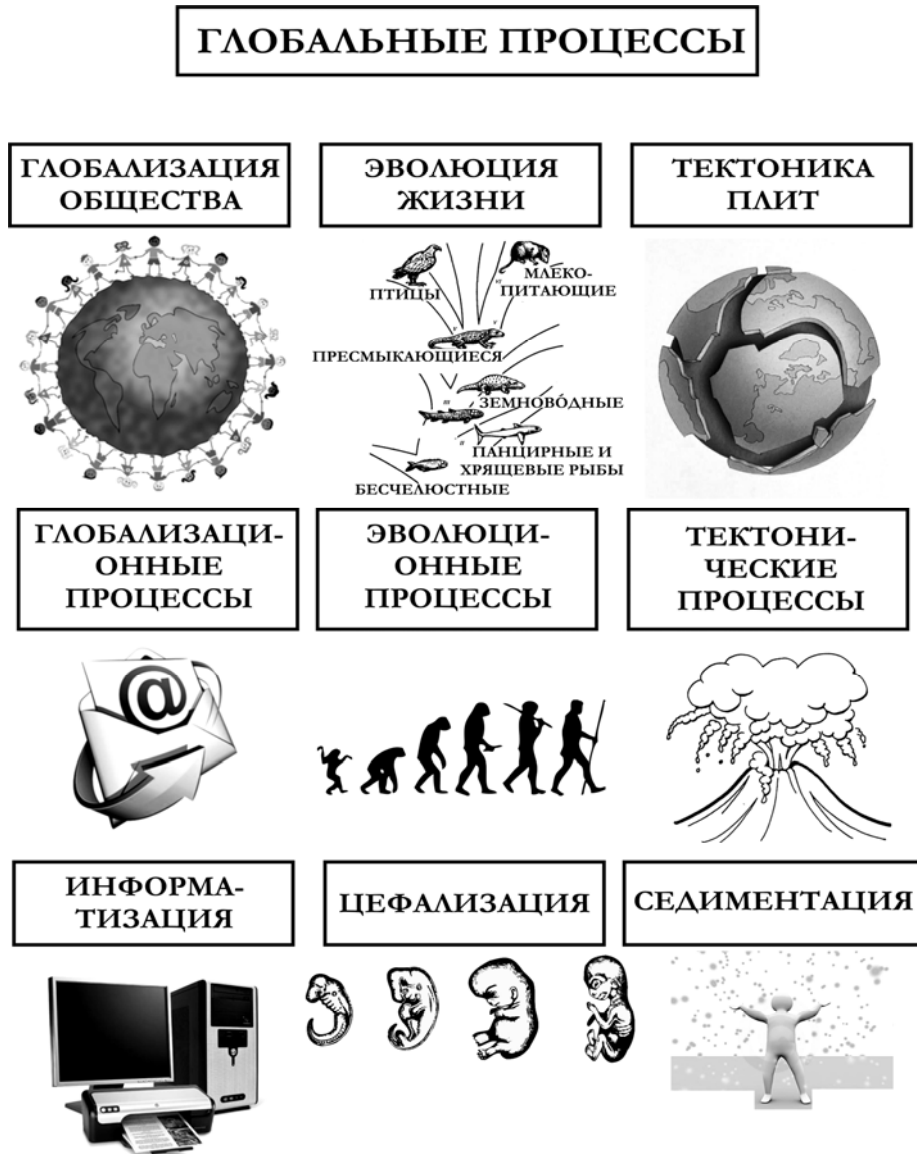 ГЛОБАЛЬНЫЕ ПРОЦЕССЫ
ГЛОБАЛИЗАЦИЯ
ОБЩЕСТВА
ЭВОЛЮЦИЯ
ЖИЗНИ
ТЕКТОНИКА
ПЛИТ
ПТИЦЫ
МЛЕКО-
ПИТАЮЩИЕ
ПРЕСМЫКАЮЩИЕСЯ
ЗЕМНОВО́ДНЫЕ
ПАНЦИРНЫЕ И
ХРЯЩЕВЫЕ РЫБЫ
БЕСЧЕЛЮСТНЫЕ
ГЛОБАЛИЗАЦИ-
ОННЫЕ
ПРОЦЕССЫ
ЭВОЛЮЦИ-
ОННЫЕ
ПРОЦЕССЫ
ТЕКТОНИ-
ЧЕСКИЕ
ПРОЦЕССЫ
@
ИНФОРМА-
ТИЗАЦИЯ
ЦЕФАЛИЗАЦИЯ
СЕДИМЕНТАЦИЯ